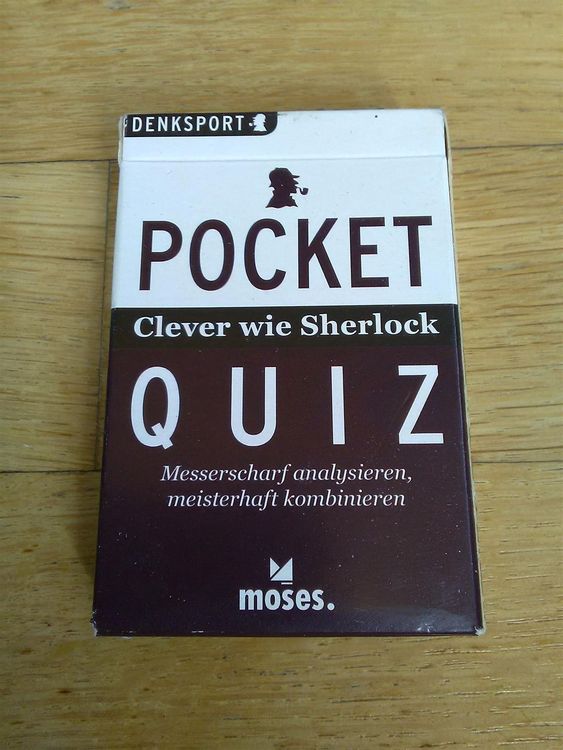 DENKSPORT
POCKET
Clever wie Sherlock
QUIZ
Messerscharf analysieren,
meisterhaft kombinieren
moses.